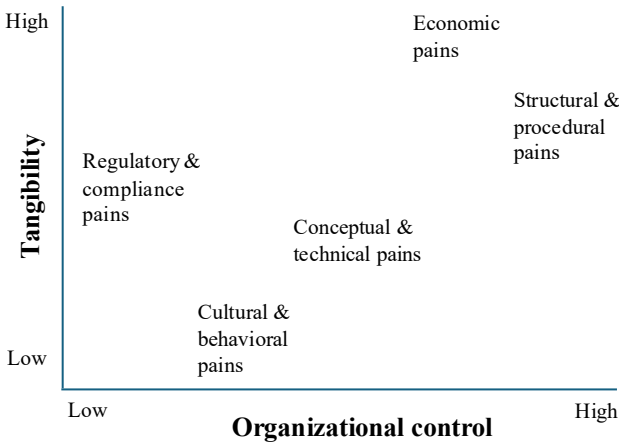 High
Economic
pains
Structural &
procedural
pains
Tangibility
Regulatory &
compliance
pains
Conceptual &
technical pains
Cultural &
behavioral
pains
Low
Low
High
Organizational control